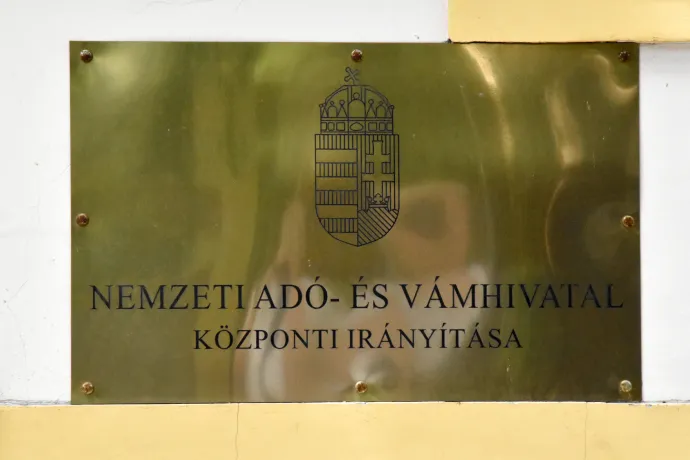 NEMZETI ADÓ- ÉS VÁMHIVATAL
KÖZPONTI IRÁNYÍTÁSA